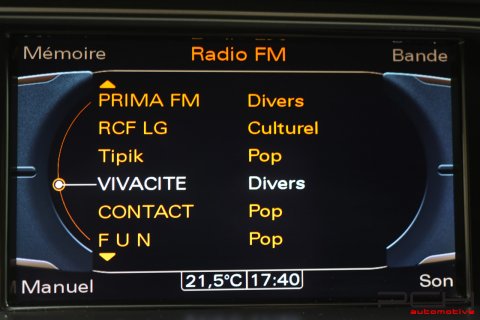 Mémoire Radio FM Bande
PRIMA FM Divers
RCF LG Culturel
Tipik Pop
VIVACITE Divers
CONTACT Pop
F U N Pop
Manuel 21,5°C 17:40 Son
automotive